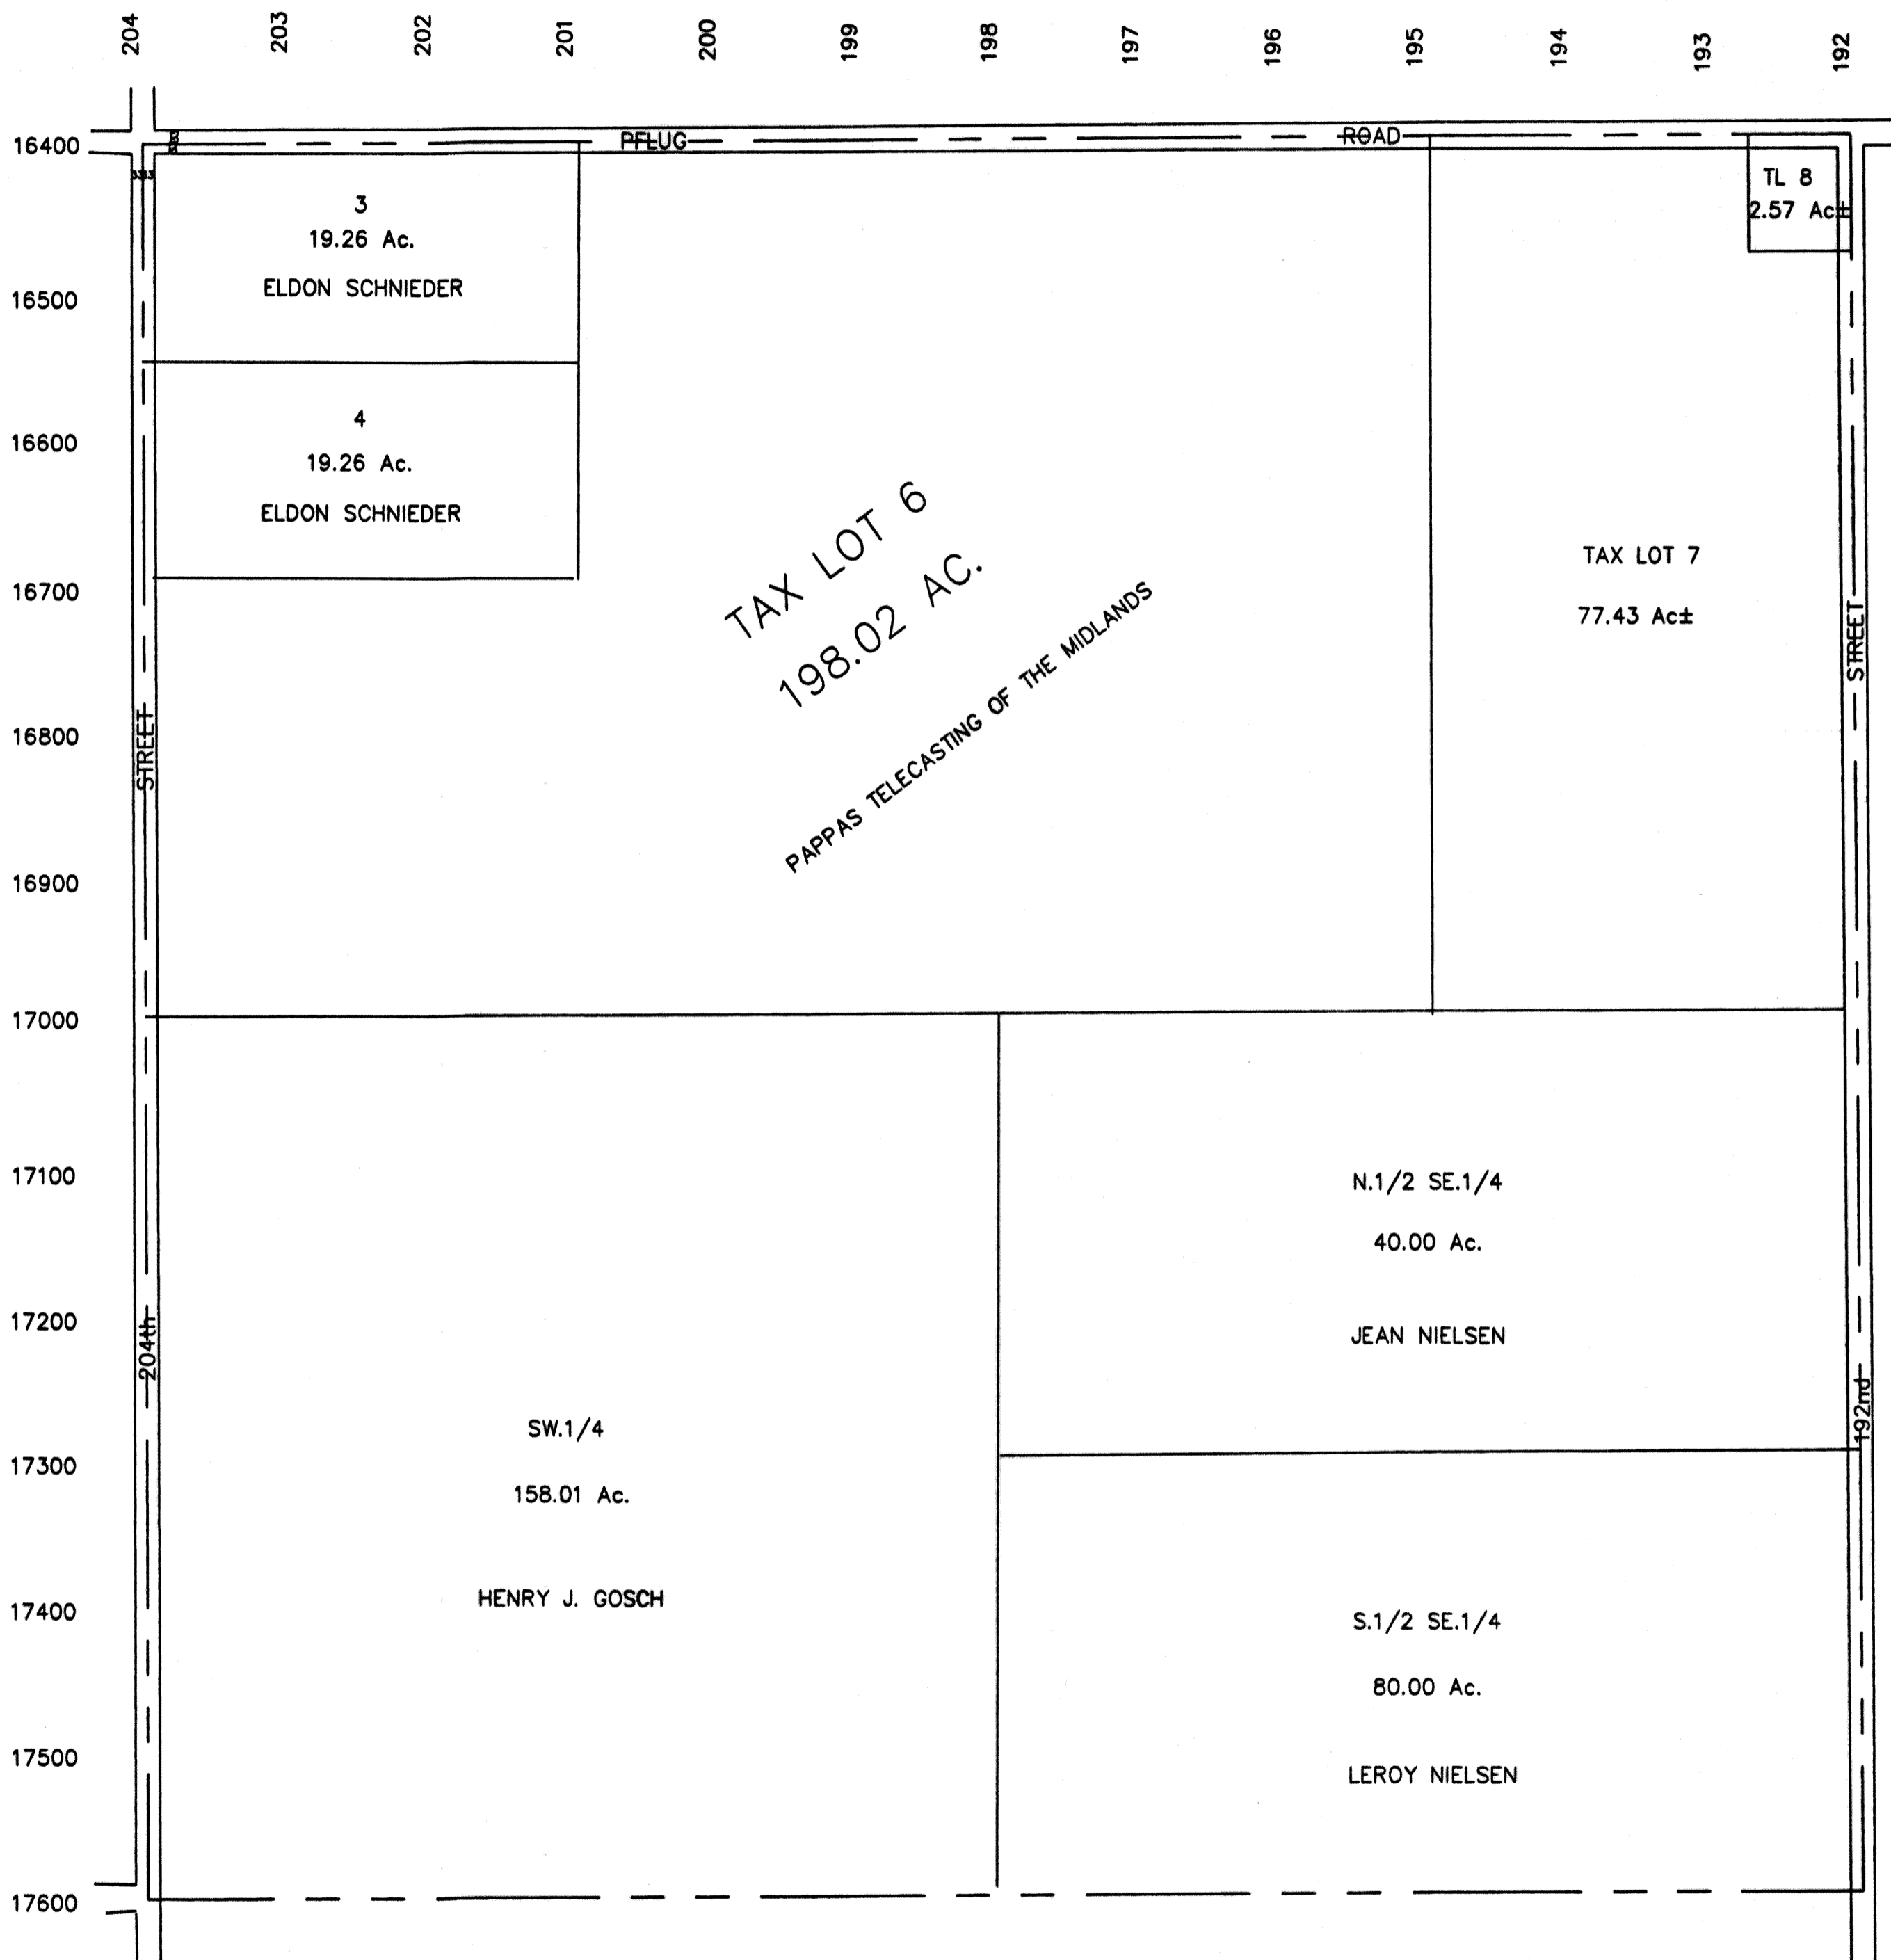 204 203 202 201 200 199 198 197 196 195 194 193 192
16400
PFLUG ROAD
33
3333
3
19.26 Ac.
ELDON SCHNIEDER
TL 8
2.57 Ac±
16500
4
19.26 Ac.
ELDON SCHNIEDER
16600
TAX LOT 6
198.02 AC.
PAPPAS TELECASTING OF THE MIDLANDS
TAX LOT 7
77.43 Ac±
16700
STREET
STREET
16800
16900
17000
17100
N.1/2 SE.1/4
40.00 Ac.
JEAN NIELSEN
17200
204th
192nd
SW.1/4
158.01 Ac.
HENRY J. GOSCH
17300
17400
S.1/2 SE.1/4
80.00 Ac.
LEROY NIELSEN
17500
17600